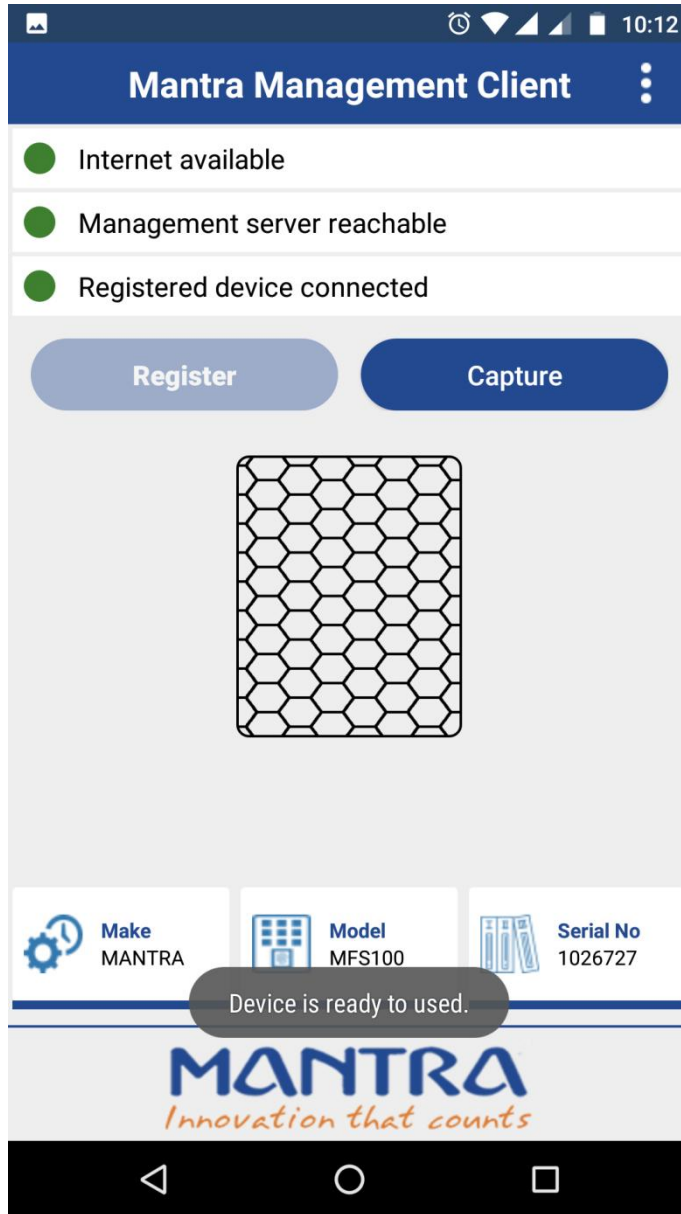 10:12
Mantra Management Client
Internet available
Management server reachable
Registered device connected
Register Capture
Make Model Serial No
MANTRA MFS100 1026727
Device is ready to used.
MANTRA
Innovation that counts